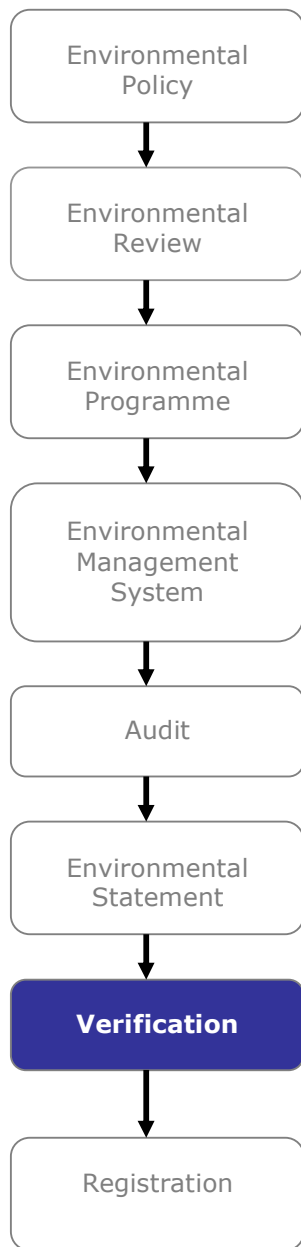 Environmental
Policy
Environmental
Review
Environmental
Programme
Environmental
Management
System
Audit
Environmental
Statement
Verification
Registration